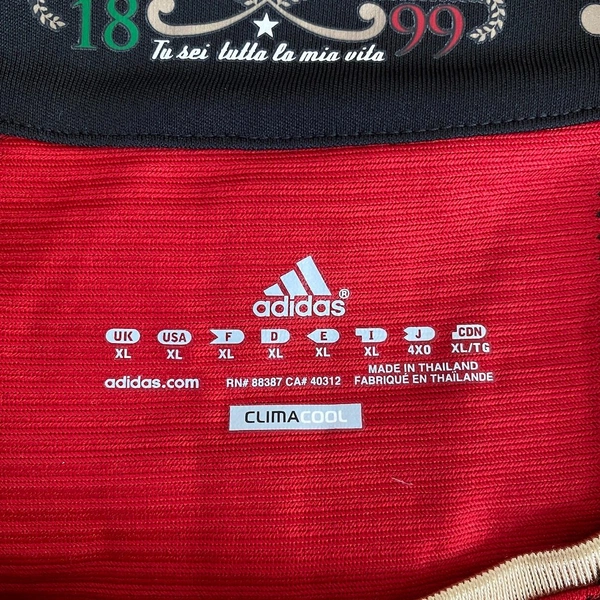 18 99
Tu sei tutta la mia vita
adidas®
UK USA F D E I J CDN
XL XL XL XL XL XL 4XO XL/TG
adidas.com RN# 88387 CA# 40312 MADE IN THAILAND
FABRIQUÉ EN THAÏLANDE
CLIMACOOL